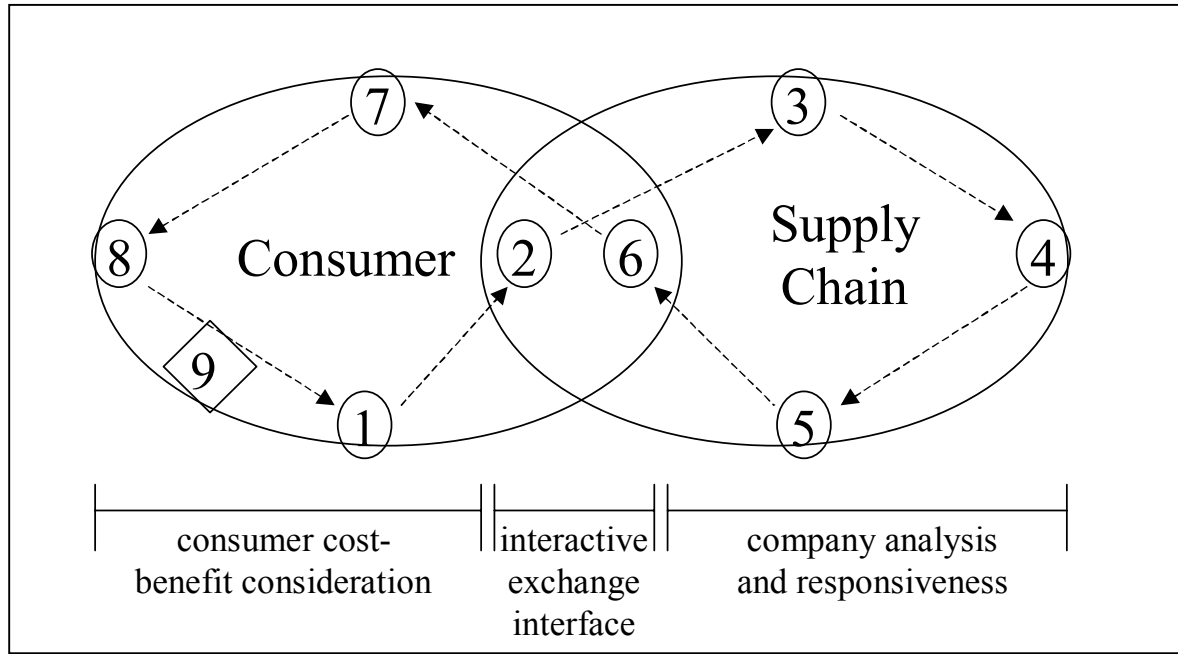 7
3
8
Consumer
2
6
Supply
Chain
4
9
1
5
consumer cost-
benefit consideration
interactive
exchange
interface
company analysis
and responsiveness